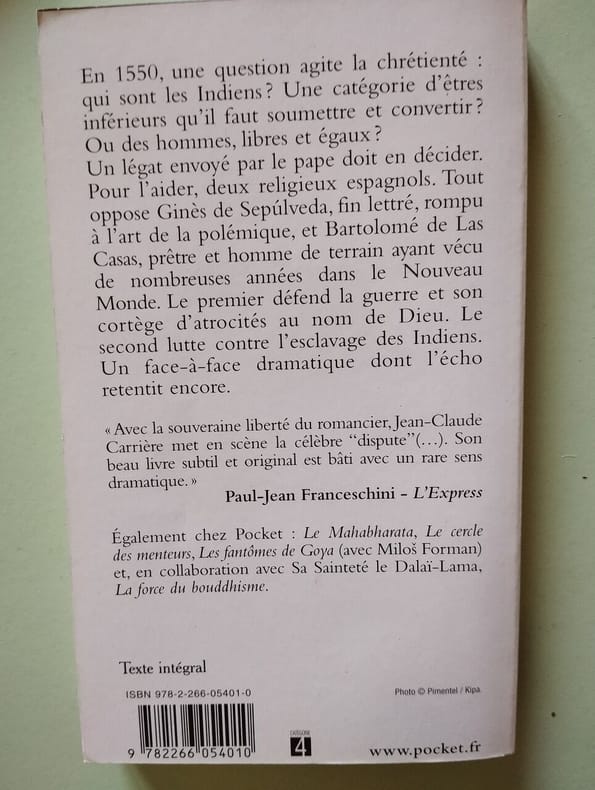 En 1550, une question agite la chrétienté :
qui sont les Indiens ? Une catégorie d'êtres
inférieurs qu'il faut soumettre et convertir ?
Ou des hommes, libres et égaux ?
Un légat envoyé par le pape doit en décider.
Pour l'aider, deux religieux espagnols. Tout
oppose Ginès de Sepúlveda, fin lettré, rompu
à l'art de la polémique, et Bartolomé de Las
Casas, prêtre et homme de terrain ayant vécu
de nombreuses années dans le Nouveau
Monde. Le premier défend la guerre et son
cortège d'atrocités au nom de Dieu. Le
second lutte contre l'esclavage des Indiens.
Un face-à-face dramatique dont l'écho
retentit encore.
« Avec la souveraine liberté du romancier, Jean-Claude
Carrière met en scène la célèbre “dispute”(...). Son
beau livre subtil et original est bâti avec un rare sens
dramatique. »
Paul-Jean Franceschini - L'Express
Également chez Pocket : Le Mahabharata, Le cercle
des menteurs, Les fantômes de Goya (avec Miloš Forman)
et, en collaboration avec Sa Sainteté le Dalaï-Lama,
La force du bouddhisme.
Texte intégral
ISBN 978-2-266-05401-0
Photo © Pimentel / Kipa
9 782266 054010
CATÉGORIE
4
www.pocket.fr